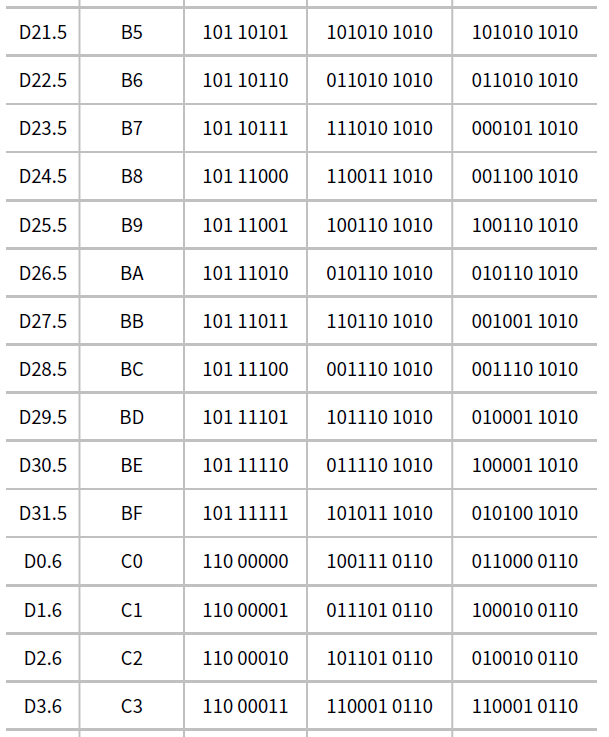 D21.5 B5 101 10101 101010 1010 101010 1010
D22.5 B6 101 10110 011010 1010 011010 1010
D23.5 B7 101 10111 111010 1010 000101 1010
D24.5 B8 101 11000 110011 1010 001100 1010
D25.5 B9 101 11001 100110 1010 100110 1010
D26.5 BA 101 11010 010110 1010 010110 1010
D27.5 BB 101 11011 110110 1010 001001 1010
D28.5 BC 101 11100 001110 1010 001110 1010
D29.5 BD 101 11101 101110 1010 010001 1010
D30.5 BE 101 11110 011110 1010 100001 1010
D31.5 BF 101 11111 101011 1010 010100 1010
D0.6 C0 110 00000 100111 0110 011000 0110
D1.6 C1 110 00001 011101 0110 100010 0110
D2.6 C2 110 00010 101101 0110 010010 0110
D3.6 C3 110 00011 110001 0110 110001 0110